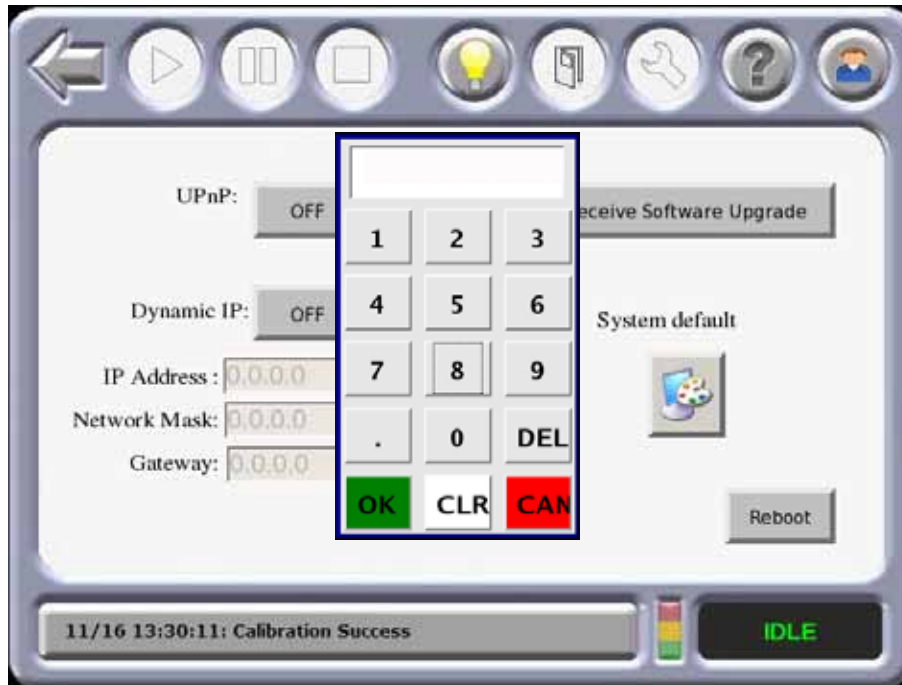 UPnP:
OFF
eceive Software Upgrade
1 2 3
Dynamic IP:
OFF
4 5 6
System default
IP Address :
0.0.0.0
7 8 9
Network Mask:
0.0.0.0
. 0 DEL
Gateway:
0.0.0.0
OK CLR CAN
Reboot
11/16 13:30:11: Calibration Success
IDLE